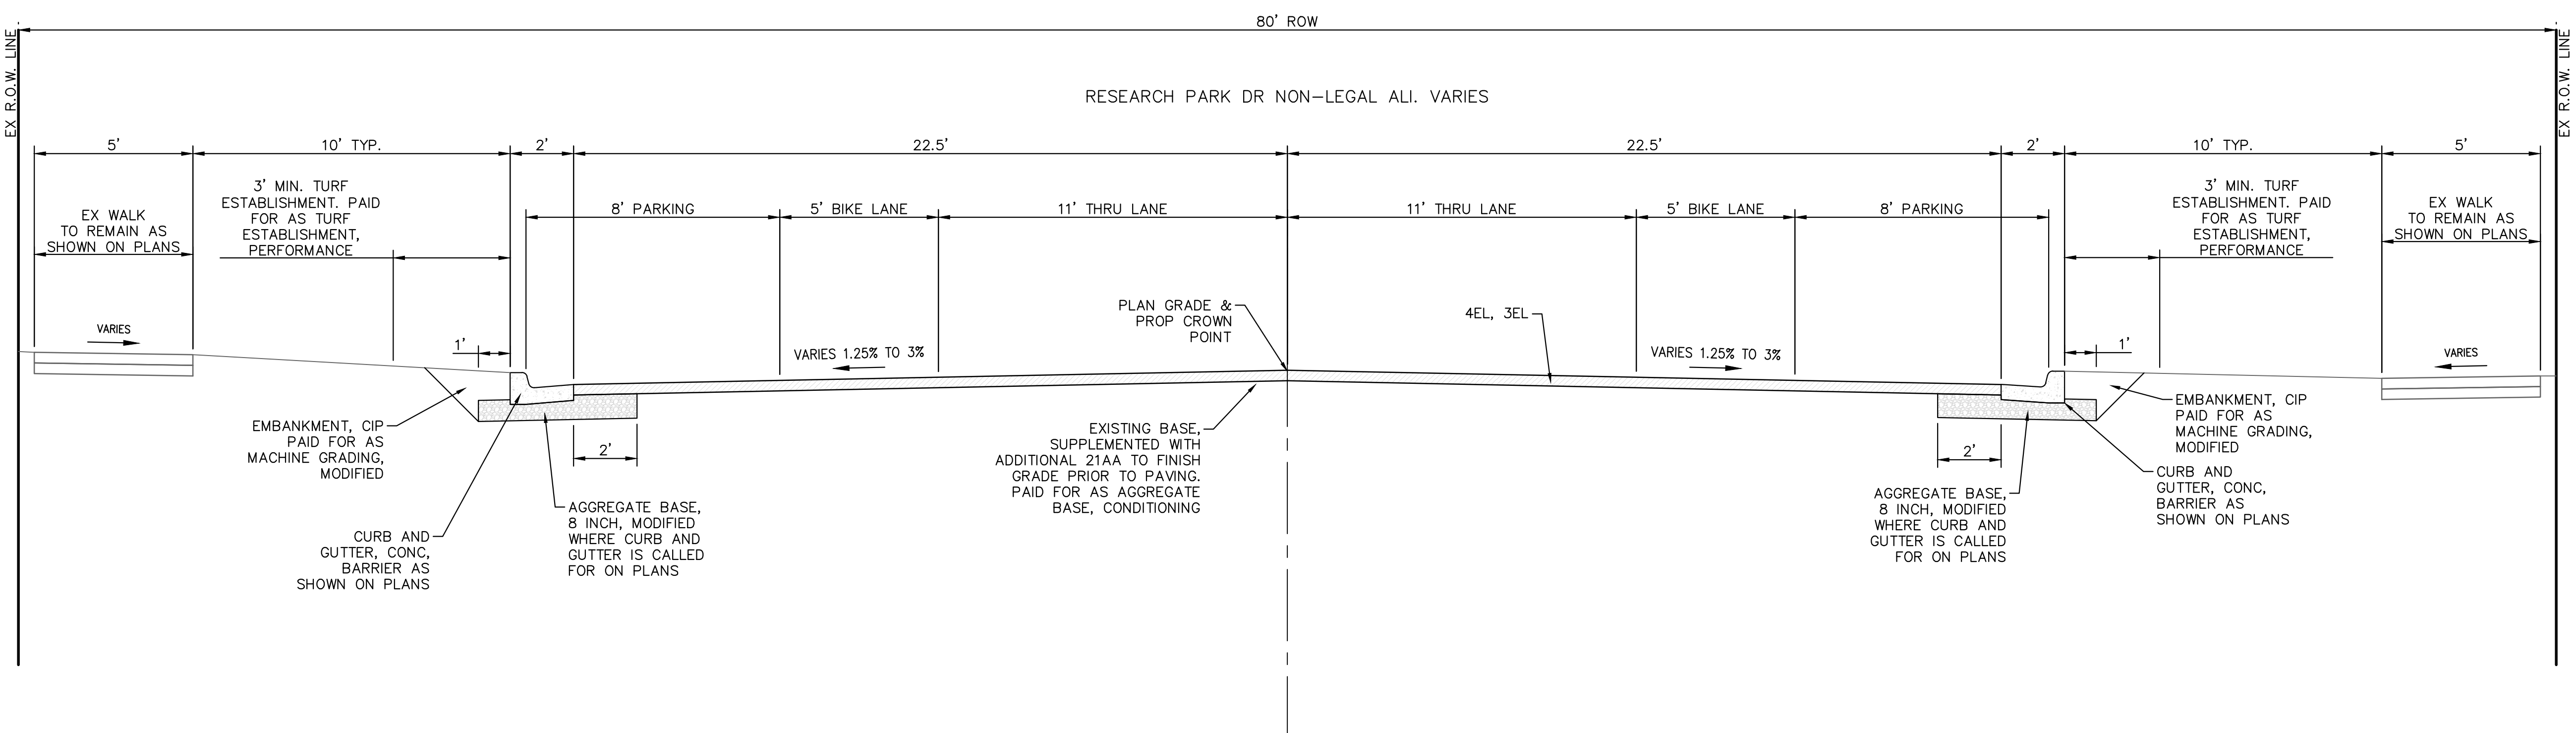 80' ROW
EX R.O.W. LINE
EX R.O.W. LINE
RESEARCH PARK DR NON-LEGAL ALI. VARIES
5'
10' TYP.
2'
22.5'
22.5'
2'
10' TYP.
5'
EX WALK
TO REMAIN AS
SHOWN ON PLANS
3' MIN. TURF
ESTABLISHMENT. PAID
FOR AS TURF
ESTABLISHMENT,
PERFORMANCE
8' PARKING
5' BIKE LANE
11' THRU LANE
11' THRU LANE
5' BIKE LANE
8' PARKING
3' MIN. TURF
ESTABLISHMENT. PAID
FOR AS TURF
ESTABLISHMENT,
PERFORMANCE
EX WALK
TO REMAIN AS
SHOWN ON PLANS
VARIES
1'
VARIES 1.25% TO 3%
PLAN GRADE &
PROP CROWN
POINT
4EL, 3EL
VARIES 1.25% TO 3%
1'
VARIES
EMBANKMENT, CIP
PAID FOR AS
MACHINE GRADING,
MODIFIED
2'
CURB AND
GUTTER, CONC,
BARRIER AS
SHOWN ON PLANS
AGGREGATE BASE,
8 INCH, MODIFIED
WHERE CURB AND
GUTTER IS CALLED
FOR ON PLANS
EXISTING BASE,
SUPPLEMENTED WITH
ADDITIONAL 21AA TO FINISH
GRADE PRIOR TO PAVING.
PAID FOR AS AGGREGATE
BASE, CONDITIONING
2'
AGGREGATE BASE,
8 INCH, MODIFIED
WHERE CURB AND
GUTTER IS CALLED
FOR ON PLANS
EMBANKMENT, CIP
PAID FOR AS
MACHINE GRADING,
MODIFIED
CURB AND
GUTTER, CONC,
BARRIER AS
SHOWN ON PLANS